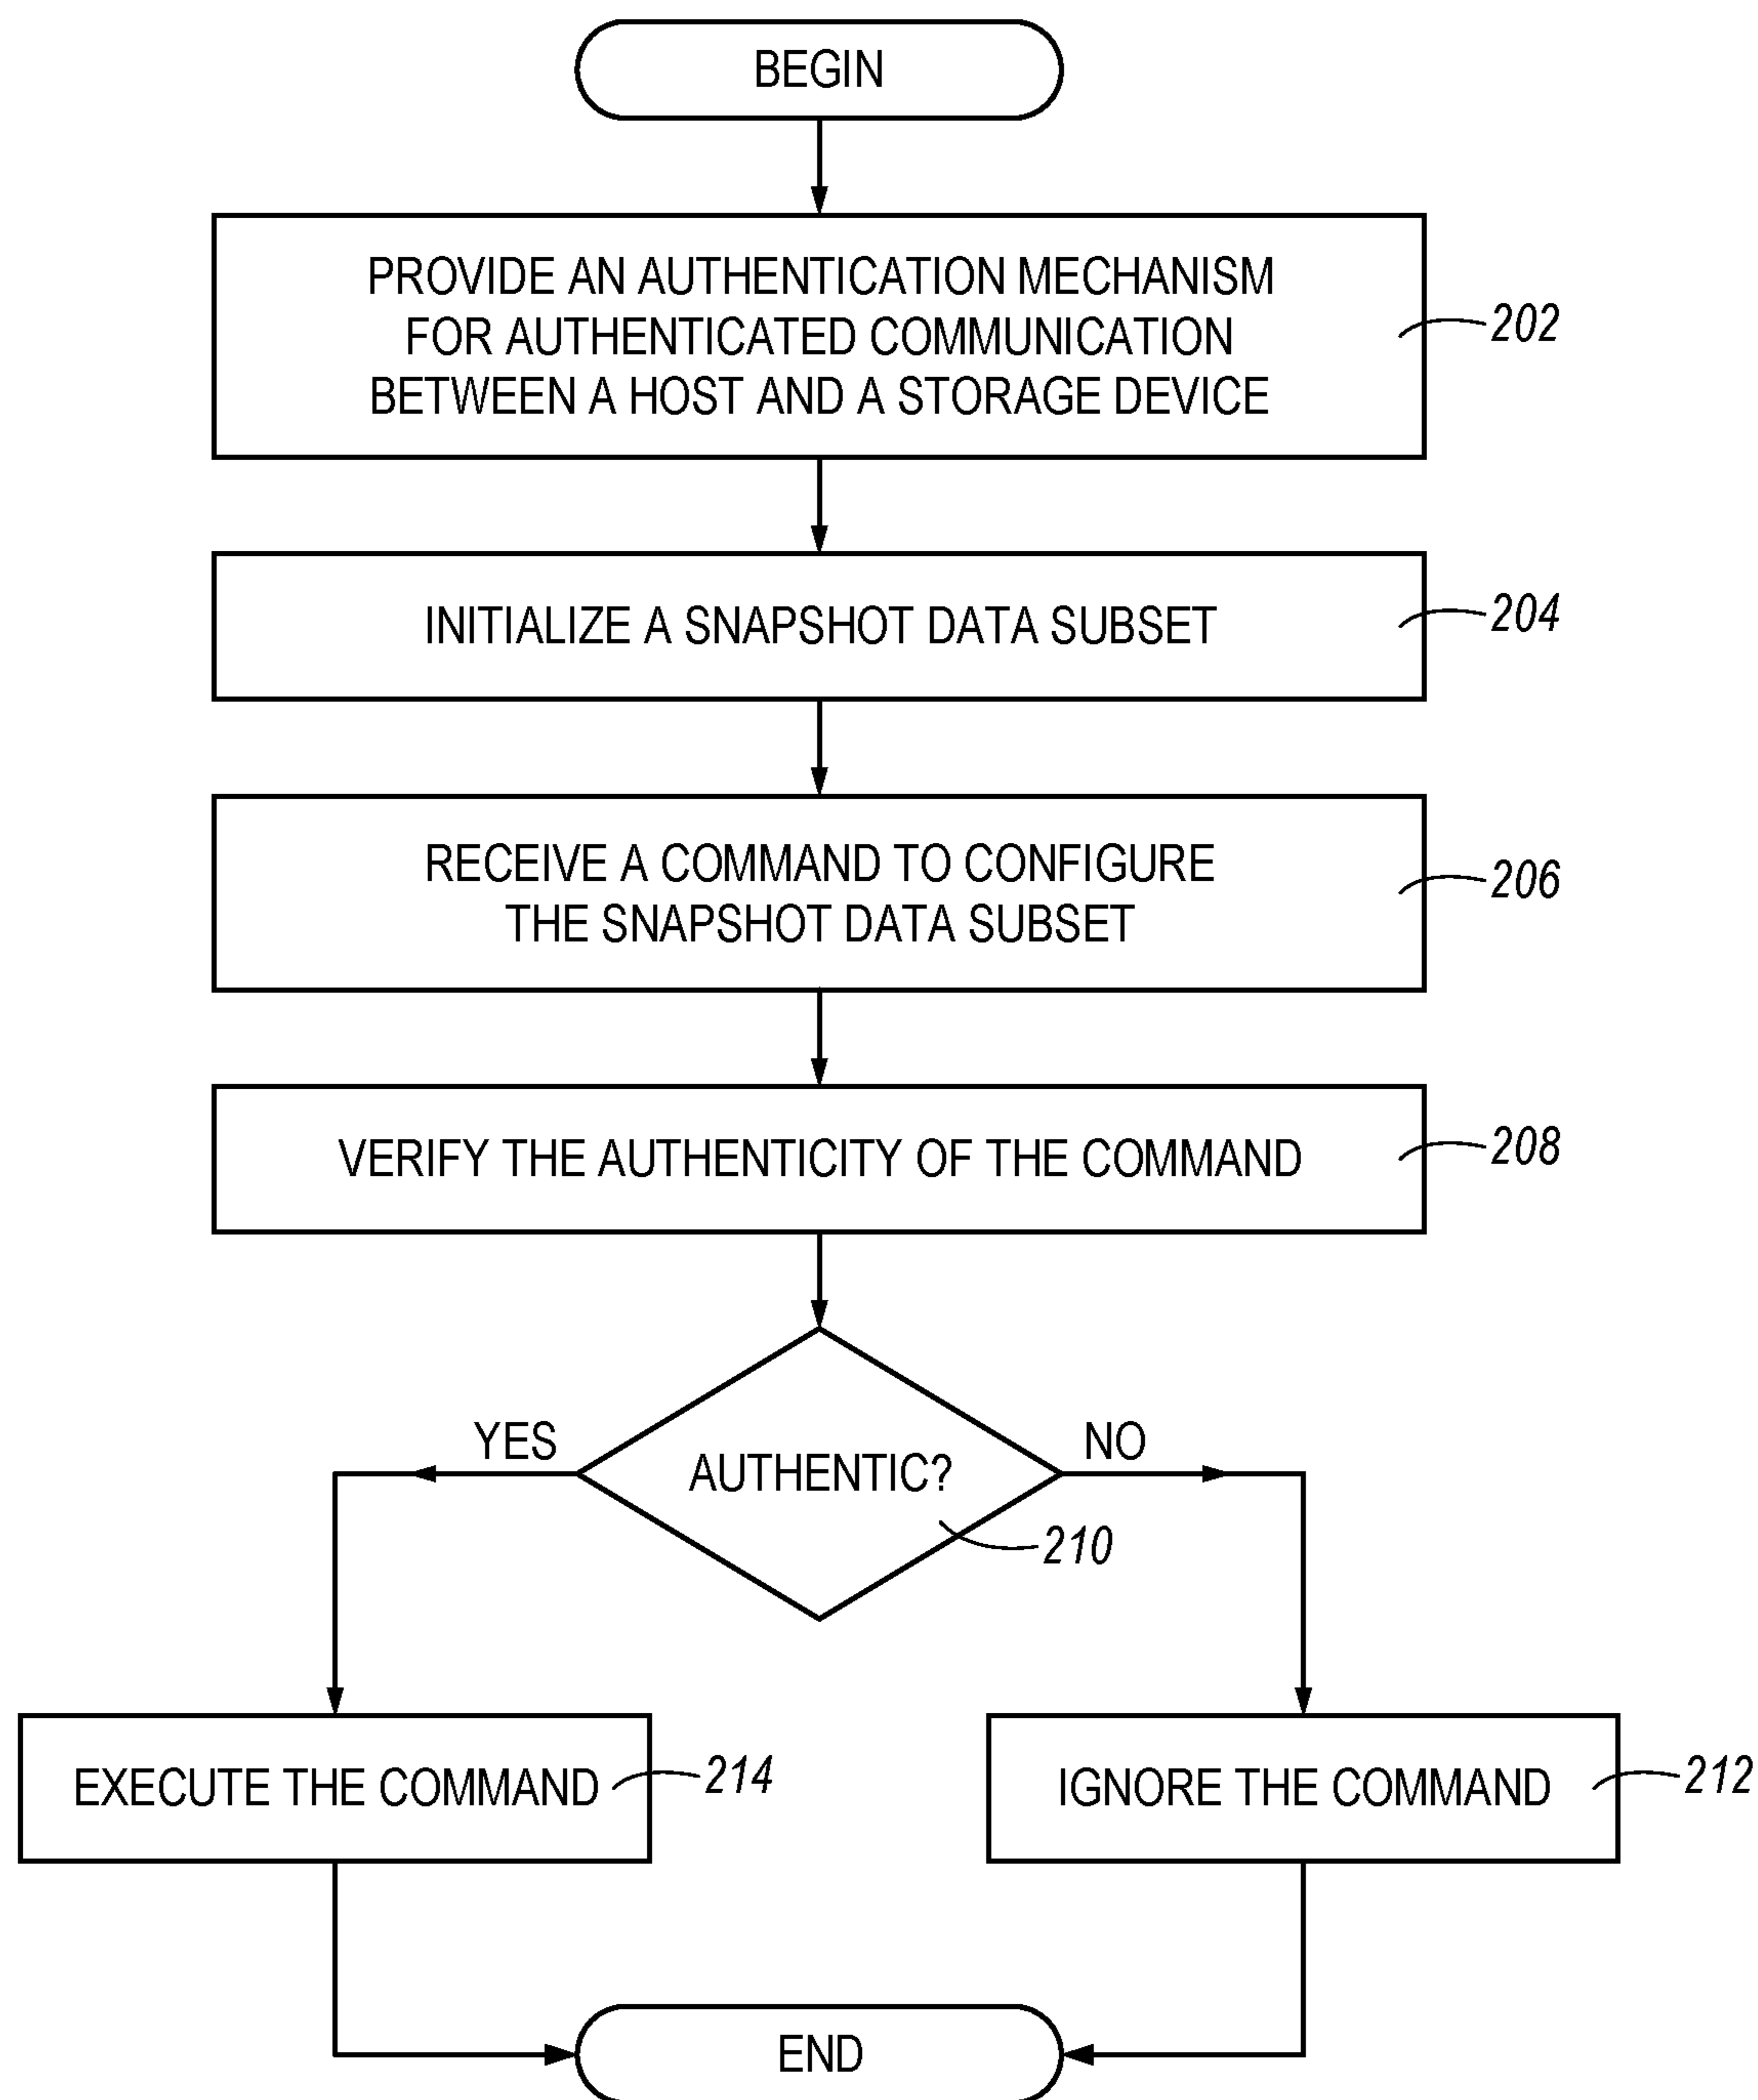 BEGIN
PROVIDE AN AUTHENTICATION MECHANISM
FOR AUTHENTICATED COMMUNICATION
BETWEEN A HOST AND A STORAGE DEVICE
202
INITIALIZE A SNAPSHOT DATA SUBSET
204
RECEIVE A COMMAND TO CONFIGURE
THE SNAPSHOT DATA SUBSET
206
VERIFY THE AUTHENTICITY OF THE COMMAND
208
YES
NO
AUTHENTIC?
210
EXECUTE THE COMMAND
214
IGNORE THE COMMAND
212
END